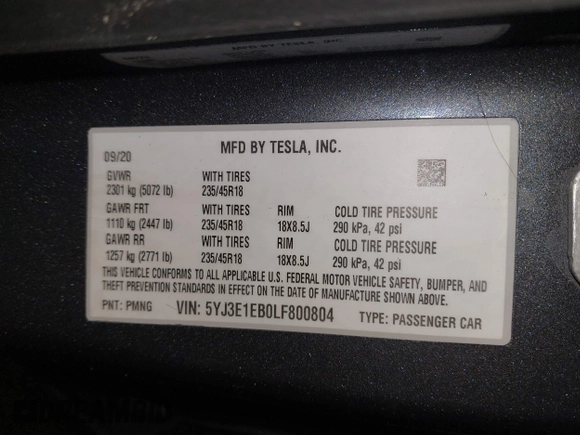 MFD BY TESLA, INC.
MFD BY TESLA, INC.
09/20
GVWR WITH TIRES
2301 kg (5072 lb) 235/45R18
GAWR FRT WITH TIRES RIM COLD TIRE PRESSURE
1110 kg (2447 lb) 235/45R18 18X8.5J 290 kPa, 42 psi
GAWR RR WITH TIRES RIM COLD TIRE PRESSURE
1257 kg (2771 lb) 235/45R18 18X8.5J 290 kPa, 42 psi
THIS VEHICLE CONFORMS TO ALL APPLICABLE U.S. FEDERAL MOTOR VEHICLE SAFETY, BUMPER, AND
THEFT PREVENTION STANDARDS IN EFFECT ON THE DATE OF MANUFACTURE SHOWN ABOVE.
PNT: PMNG VIN: 5YJ3E1EB0LF800804 TYPE: PASSENGER CAR